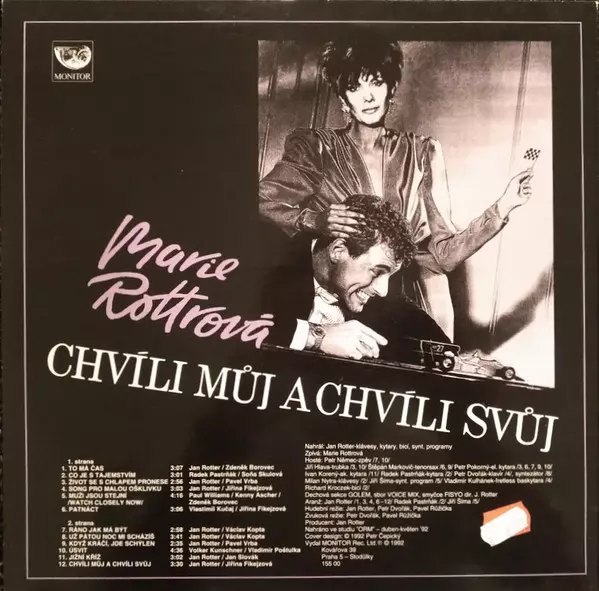 MONITOR
27
Marie
Rottrová
CHVÍLI MŮJ A CHVÍLI SVŮJ
1. strana
1. TO MÁ ČAS 3:07 Jan Rotter / Zdeněk Borovec
2. CO JE S TAJEMSTVÍM 3:01 Radek Pastrňák / Soňa Skulová
3. ŽIVOT SE S CHLAPEM PRONESE 2:56 Jan Rotter / Pavel Vrba
4. SONG PRO MALOU OŠKLIVKU 3:03 Jan Rotter / Jiřina Fikejzová
5. MUŽI JSOU STEJNÍ 4:16 Paul Williams / Kenny Ascher /
/WATCH CLOSELY NOW/ Zdeněk Borovec
6. PATNÁCT 3:06 Vlastimil Kučaj / Jiřina Fikejzová
2. strana
7. RÁNO JAK MÁ BÝT 2:58 Jan Rotter / Václav Kopta
8. UŽ PÁTOU NOC MI SCHÁZÍŠ 3:41 Jan Rotter / Václav Kopta
9. KDYŽ KRÁČÍ, JDE SCHYLEN 2:35 Jan Rotter / Pavel Vrba
10. ÚSVIT 4:36 Volker Kunschner / Vladimír Poštulka
11. JIŽNÍ KŘÍŽ 3:02 Jan Rotter / Jan Slovák
12. CHVÍLI MŮJ A CHVÍLI SVŮJ 3:30 Jan Rotter / Jiřina Fikejzová
Nahrál: Jan Rotter-klávesy, kytary, bicí, synt. programy
Zpívá: Marie Rottrová
Hosté: Petr Němec-zpěv /7, 10/
Jiří Hlava-trubka /3, 10/ Štěpán Markovič-tenorsax /6, 9/ Petr Pokorný-el. kytara /3, 6, 7, 9, 10/
Ivan Korený-ak. kytara /11/ Radek Pastrňák-kytara /2/ Petr Dvořák-klavír /4/, syntezátor /8/
Milan Nytra-klávesy /2/ Jiří Šíma-synt. program /5/ Vladimír Kulhánek-fretless baskytara /4/
Richard Kroczek-bicí /2/
Dechová sekce GOLEM, sbor VOICE MIX, smyčce FISYO dir. J. Rotter
Aranž: Jan Rotter /1, 3, 4, 6–12/ Radek Pastrňák /2/ Jiří Šíma /5/
Hudební režie: Jan Rotter, Petr Dvořák, Pavel Růžička
Zvuková režie: Petr Dvořák, Pavel Růžička
Producent: Jan Rotter
Nahráno ve studiu "ORM" – duben-květen '92
Cover design: © 1992 Petr Čepický
Vydal MONITOR Rec. Ltd ℗ © 1992
Kovářova 39
Praha 5 – Stodůlky
155 00